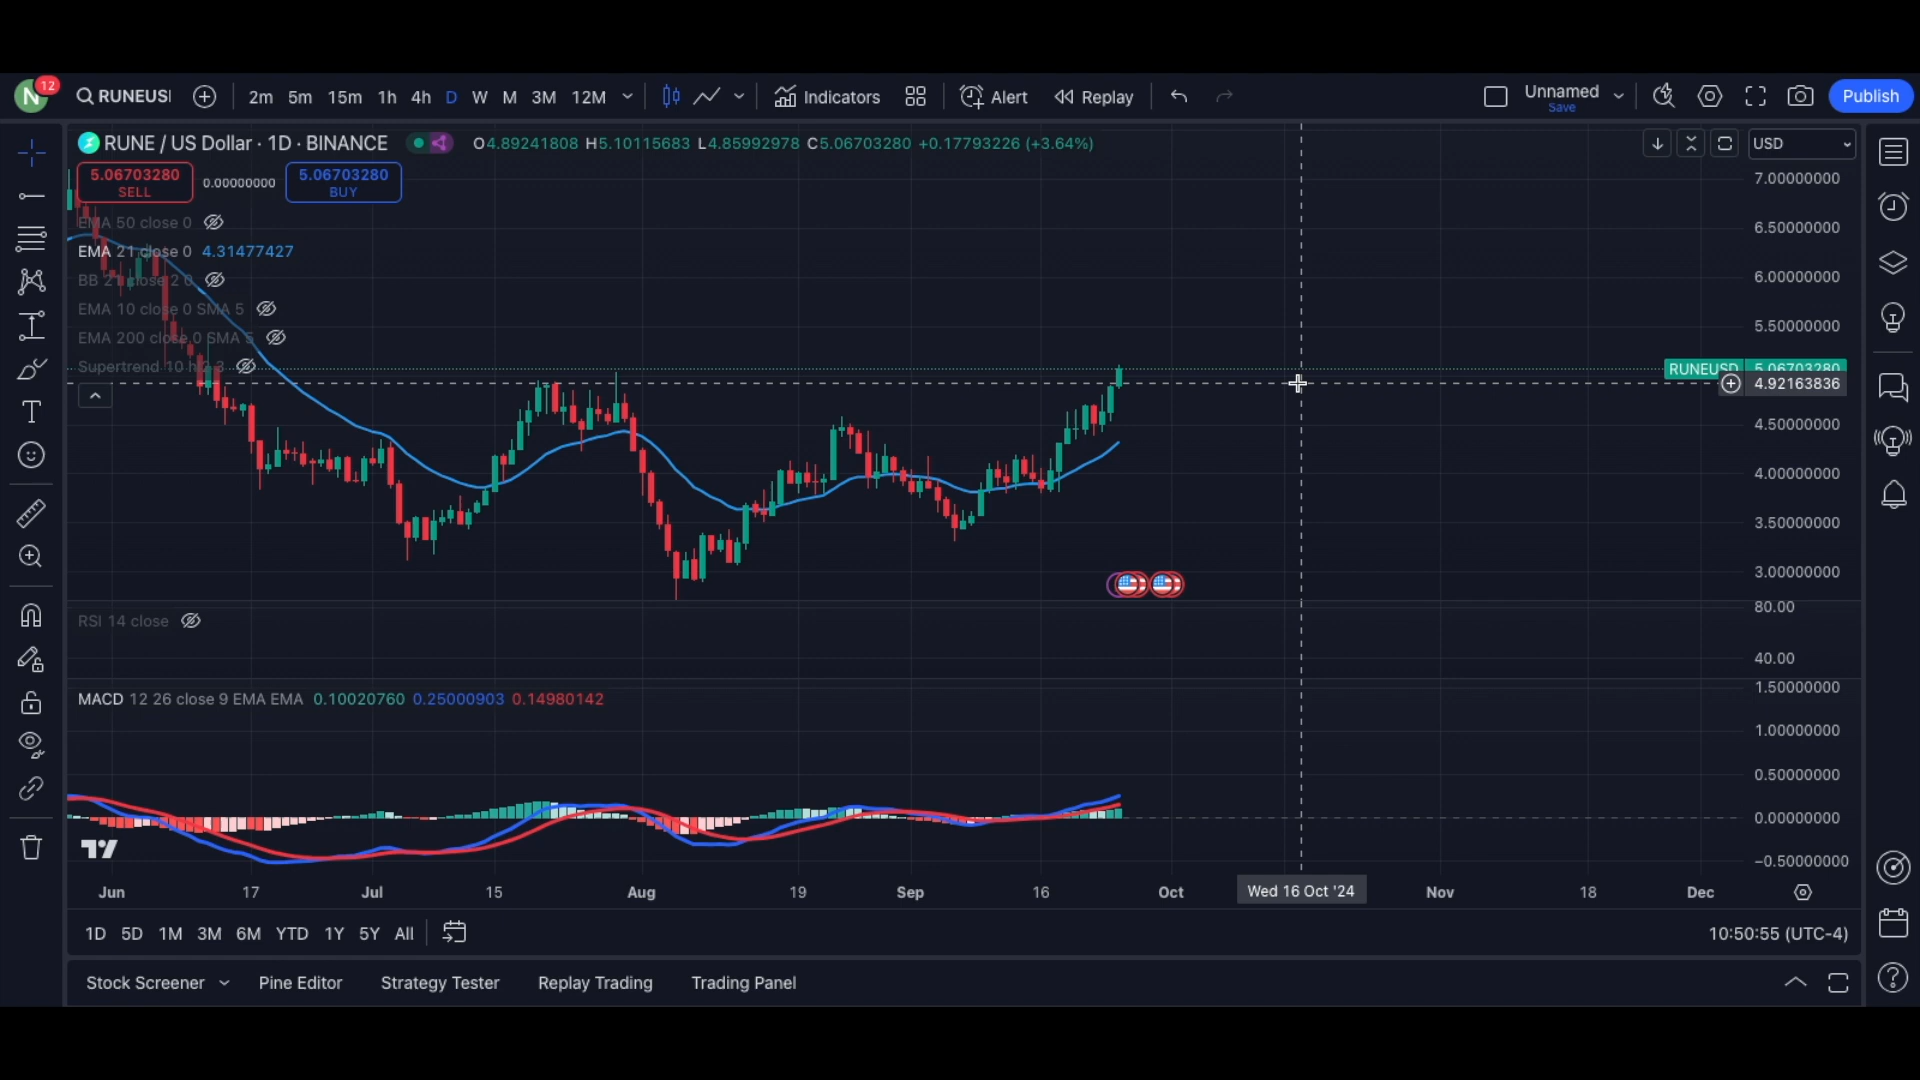 N 12 RUNEUSI 2m 5m 15m 1h 4h D W M 3M 12M Indicators Alert Replay Unnamed Save Publish
RUNE / US Dollar · 1D · BINANCE O4.89241808 H5.10115683 L4.85992978 C5.06703280 +0.17793226 (+3.64%) USD
5.06703280 SELL 0.00000000 5.06703280 BUY
EMA 50 close 0
EMA 21 close 0 4.31477427
EMA 10 close 0 SMA 5
EMA 200 close 0 SMA 5
Supertrend 10
7.00000000
6.50000000
6.00000000
5.50000000
RUNEUSD 5.06703280
4.92163836
4.50000000
4.00000000
3.50000000
3.00000000
RSI 14 close
80.00
40.00
MACD 12 26 close 9 EMA EMA 0.10020760 0.25000903 0.14980142
1.50000000
1.00000000
0.50000000
0.00000000
−0.50000000
Jun 17 Jul 15 Aug 19 Sep 16 Oct Wed 16 Oct '24 Nov 18 Dec
1D 5D 1M 3M 6M YTD 1Y 5Y All 10:50:55 (UTC-4)
Stock Screener Pine Editor Strategy Tester Replay Trading Trading Panel